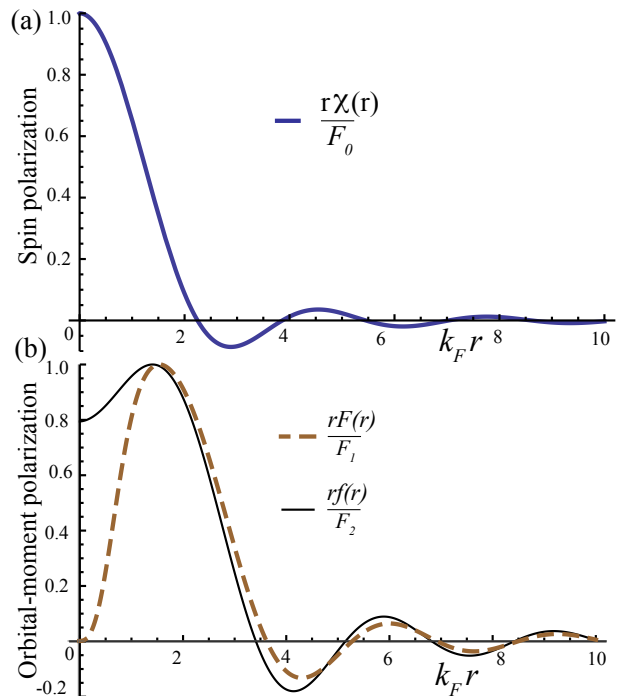 (a)
1.0
0.8
0.6
0.4
0.2
0
2
4
6
8
10
Spin polarization
rχ(r)
F₀
k_F r
(b)
1.0
0.8
0.6
0.4
0.2
0
-0.2
2
4
6
8
10
Orbital-moment polarization
rF(r)
F₁
rf(r)
F₂
k_F r